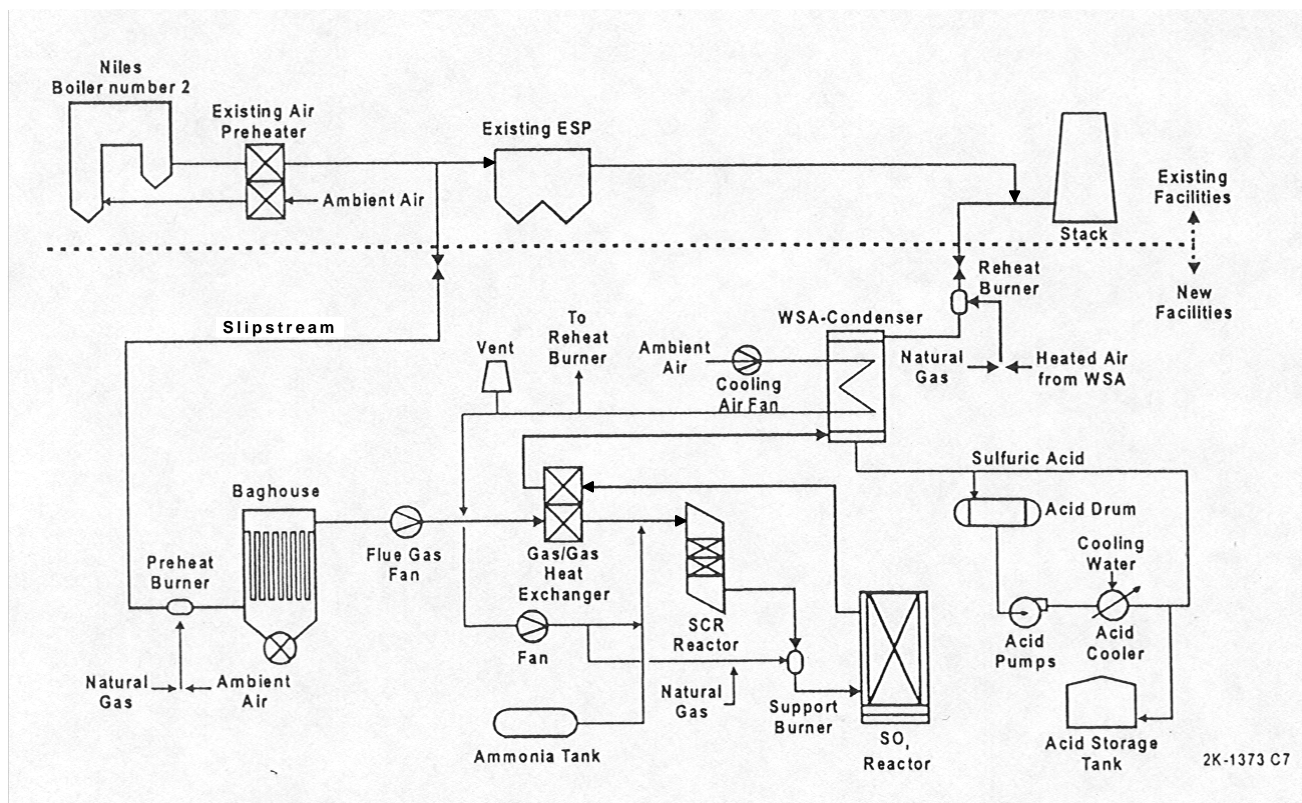 Niles
Boiler number 2
Existing Air
Preheater
Existing ESP
Ambient Air
Existing
Facilities
Stack
New
Facilities
Reheat
Burner
Slipstream
To
Reheat
Burner
Vent
WSA-Condenser
Ambient
Air
Cooling
Air Fan
Natural
Gas
Heated Air
from WSA
Sulfuric Acid
Baghouse
Acid Drum
Flue Gas
Fan
Gas/Gas
Heat
Exchanger
Cooling
Water
Preheat
Burner
SCR
Reactor
Fan
Acid
Pumps
Acid
Cooler
Natural
Gas
Ambient
Air
Natural
Gas
Support
Burner
Ammonia Tank
SO,
Reactor
Acid Storage
Tank
2K-1373 C7